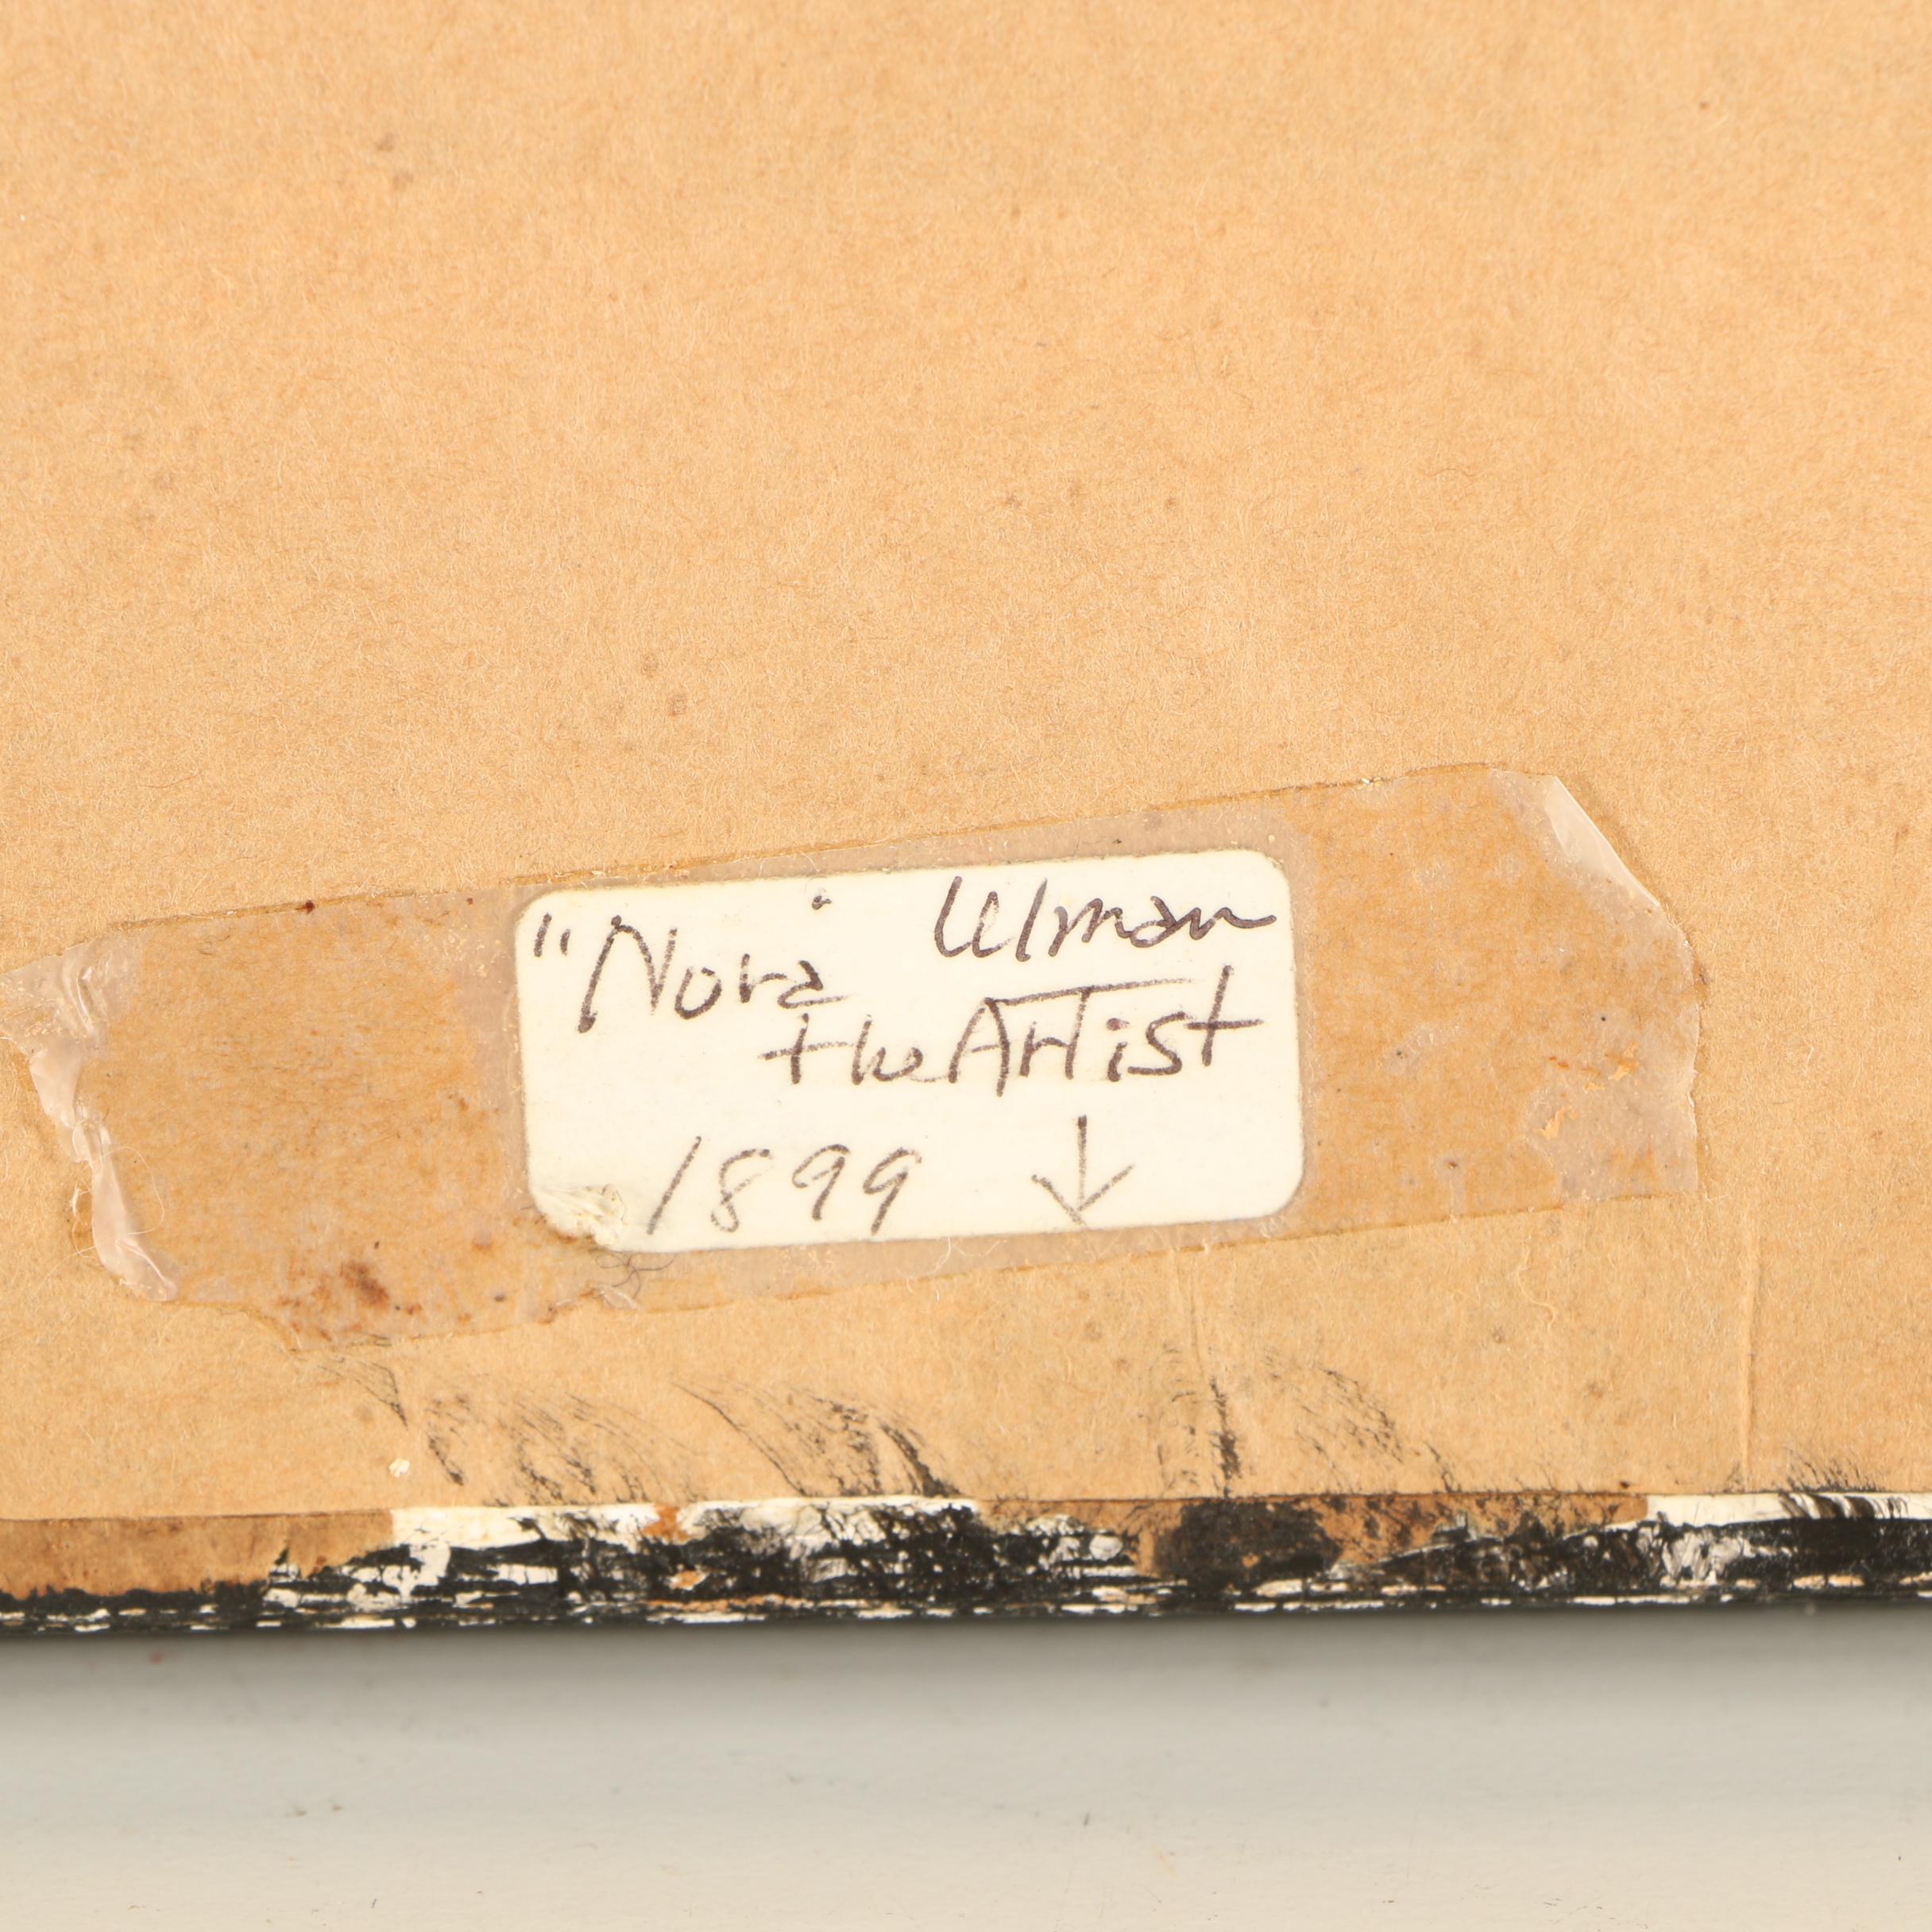 "Nora" Ulman
the ArTist
1899 ↓